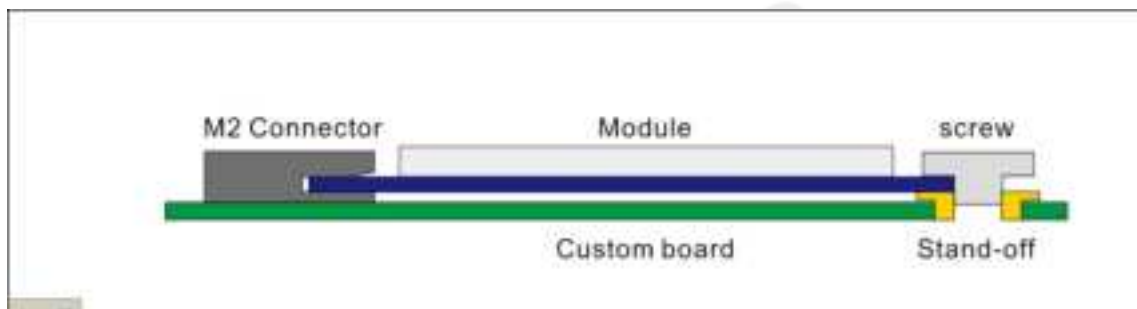 M2 Connector
Module
screw
Custom board
Stand-off